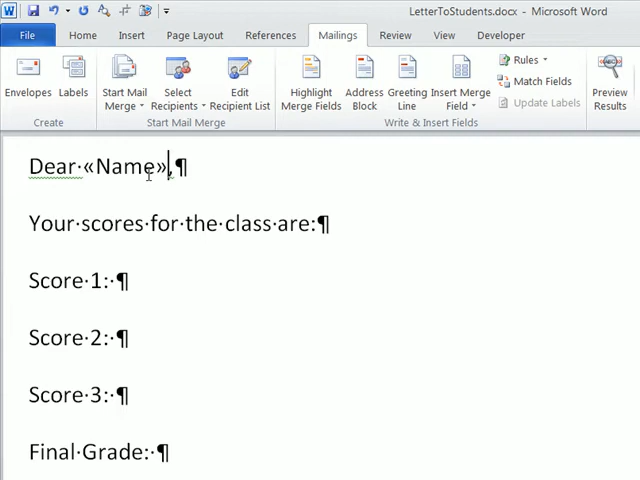 LetterToStudents.docx - Microsoft Word
File Home Insert Page Layout References Mailings Review View Developer
Envelopes Labels Start Mail Merge Select Recipients Edit Recipient List Highlight Merge Fields Address Block Greeting Line Insert Merge Field Rules Match Fields Update Labels Preview Results
Create Start Mail Merge Write & Insert Fields
Dear·«Name»,¶
Your·scores·for·the·class·are:¶
Score·1:·¶
Score·2:·¶
Score·3:·¶
Final·Grade:·¶